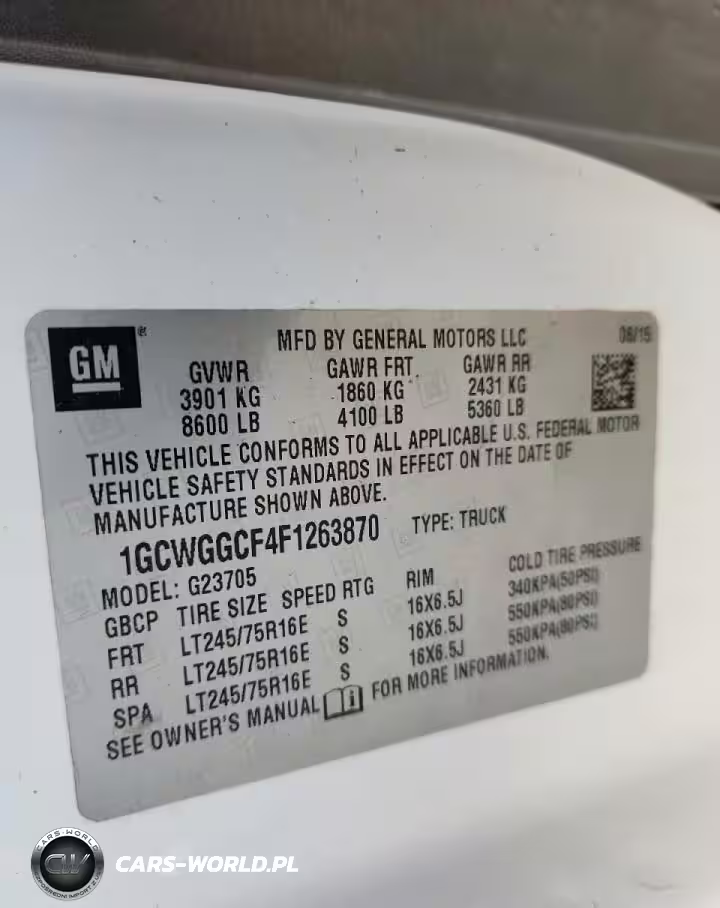 GM ®
MFD BY GENERAL MOTORS LLC 06/15
GVWR GAWR FRT. GAWR RR
3901 KG 1860 KG 2431 KG
8600 LB 4100 LB 5360 LB
THIS VEHICLE CONFORMS TO ALL APPLICABLE U.S. FEDERAL MOTOR
VEHICLE SAFETY STANDARDS IN EFFECT ON THE DATE OF
MANUFACTURE SHOWN ABOVE.
1GCWGGCF4F1263870 TYPE: TRUCK
MODEL: G23705
GBCP TIRE SIZE SPEED RTG RIM COLD TIRE PRESSURE
FRT LT245/75R16E S 16X6.5J 340KPA(50PSI)
RR LT245/75R16E S 16X6.5J 550KPA(80PSI)
SPA LT245/75R16E S 16X6.5J 550KPA(80PSI)
SEE OWNER'S MANUAL i FOR MORE INFORMATION.
CARS-WORLD
CW
CARS-WORLD.PL